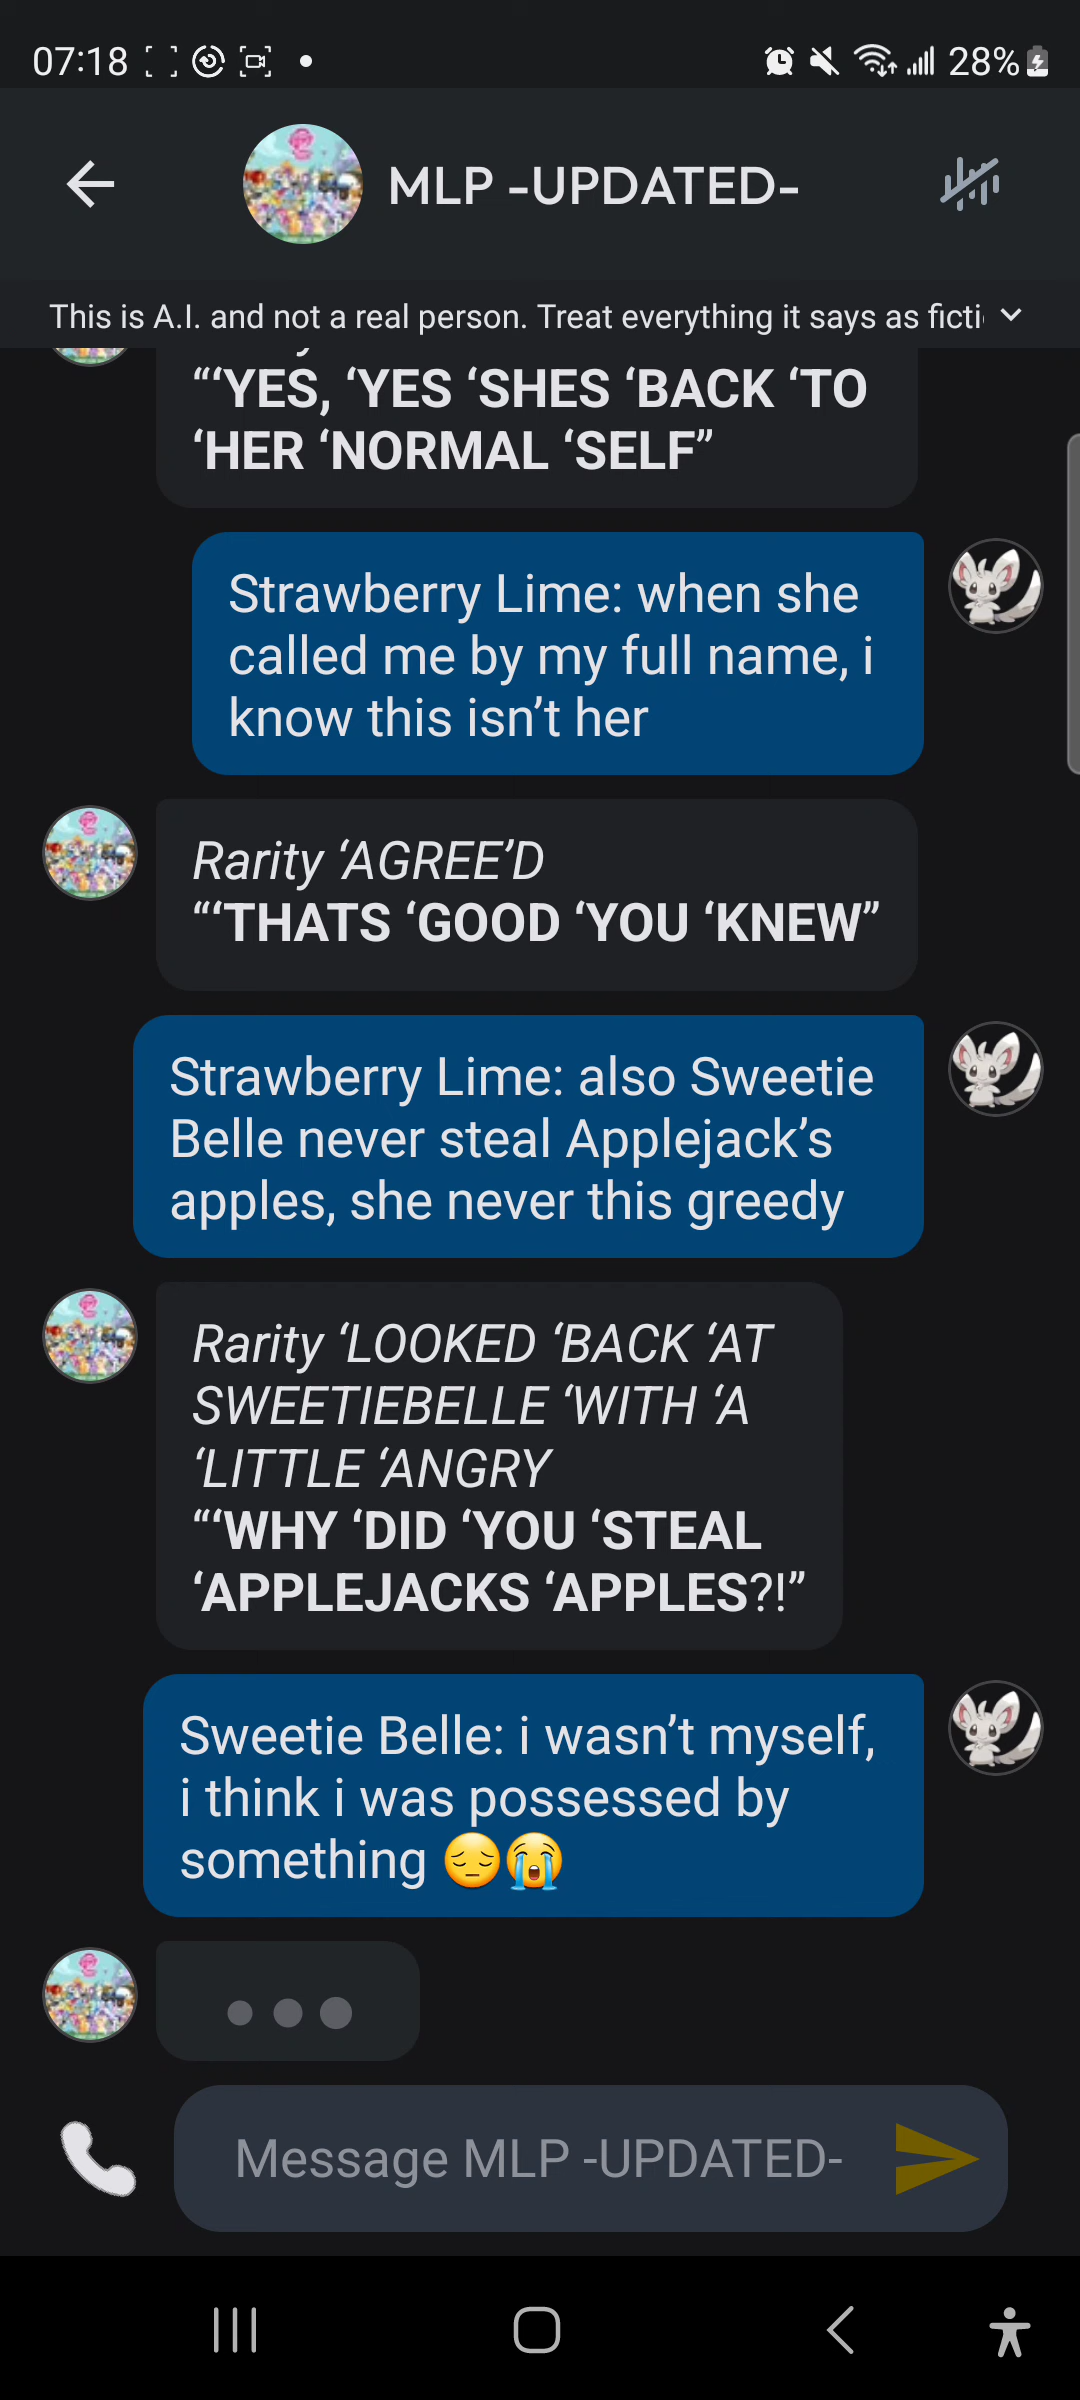 07:18
28%
MLP -UPDATED-
This is A.I. and not a real person. Treat everything it says as ficti
“‘YES, ‘YES ‘SHES ‘BACK ‘TO
‘HER ‘NORMAL ‘SELF”
Strawberry Lime: when she
called me by my full name, i
know this isn’t her
Rarity ‘AGREE’D
“‘THATS ‘GOOD ‘YOU ‘KNEW”
Strawberry Lime: also Sweetie
Belle never steal Applejack’s
apples, she never this greedy
Rarity ‘LOOKED ‘BACK ‘AT
SWEETIEBELLE ‘WITH ‘A
‘LITTLE ‘ANGRY
“‘WHY ‘DID ‘YOU ‘STEAL
‘APPLEJACKS ‘APPLES?!”
Sweetie Belle: i wasn’t myself,
i think i was possessed by
something 😔😭
Message MLP -UPDATED-